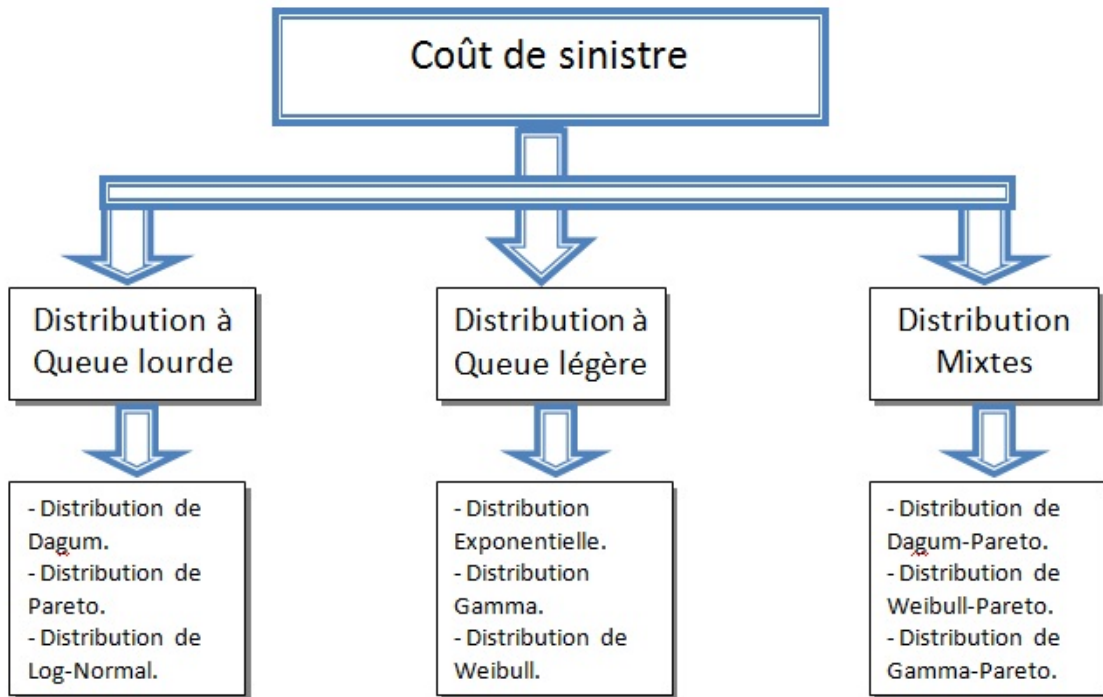 Coût de sinistre
Distribution à
Queue lourde
Distribution à
Queue légère
Distribution
Mixtes
- Distribution de
Dagum.
- Distribution de
Pareto.
- Distribution de
Log-Normal.
- Distribution
Exponentielle.
- Distribution
Gamma.
- Distribution de
Weibull.
- Distribution de
Dagum-Pareto.
- Distribution de
Weibull-Pareto.
- Distribution de
Gamma-Pareto.